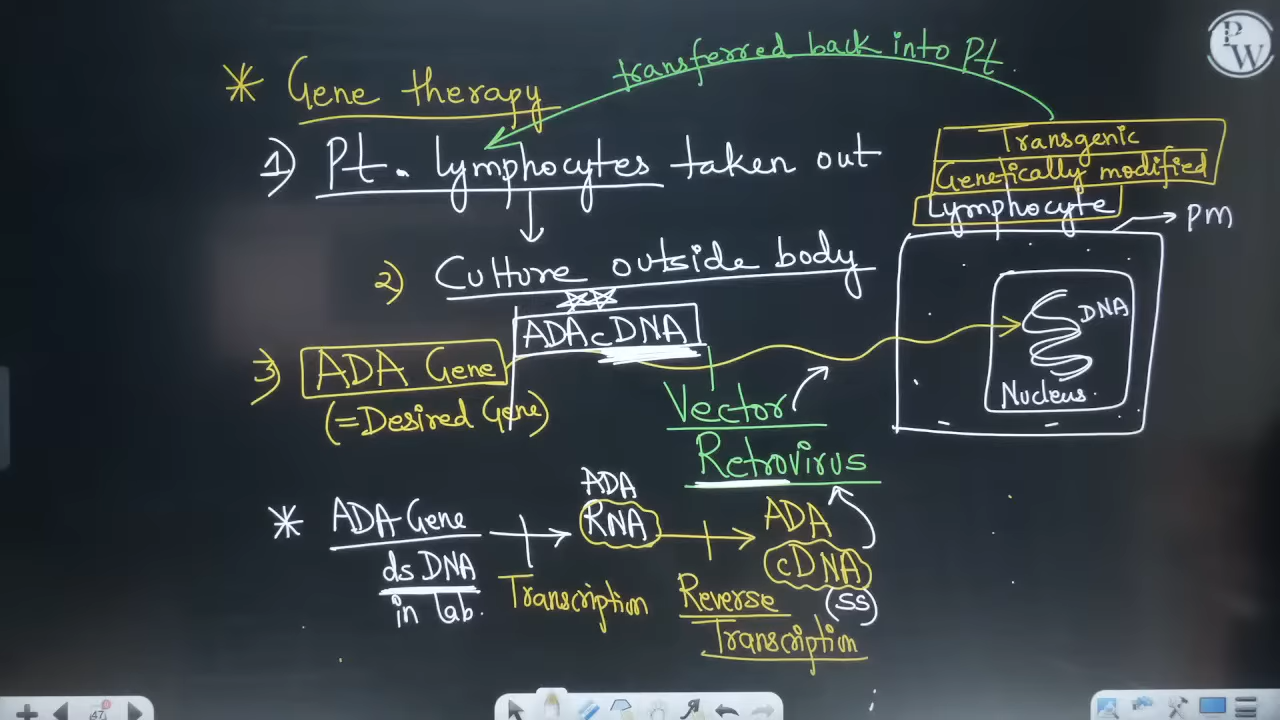 transferred back into Pt.
PW
* Gene therapy
Transgenic
Genetically modified
Lymphocyte
PM
1) Pt. lymphocytes taken out
2) Culture outside body
ADA cDNA
3) ADA Gene
(=Desired Gene)
DNA
Nucleus
Vector
Retrovirus
* ADA Gene
ds DNA
in lab.
Transcription
ADA
RNA
Reverse
Transcription
ADA
cDNA
(SS)
47